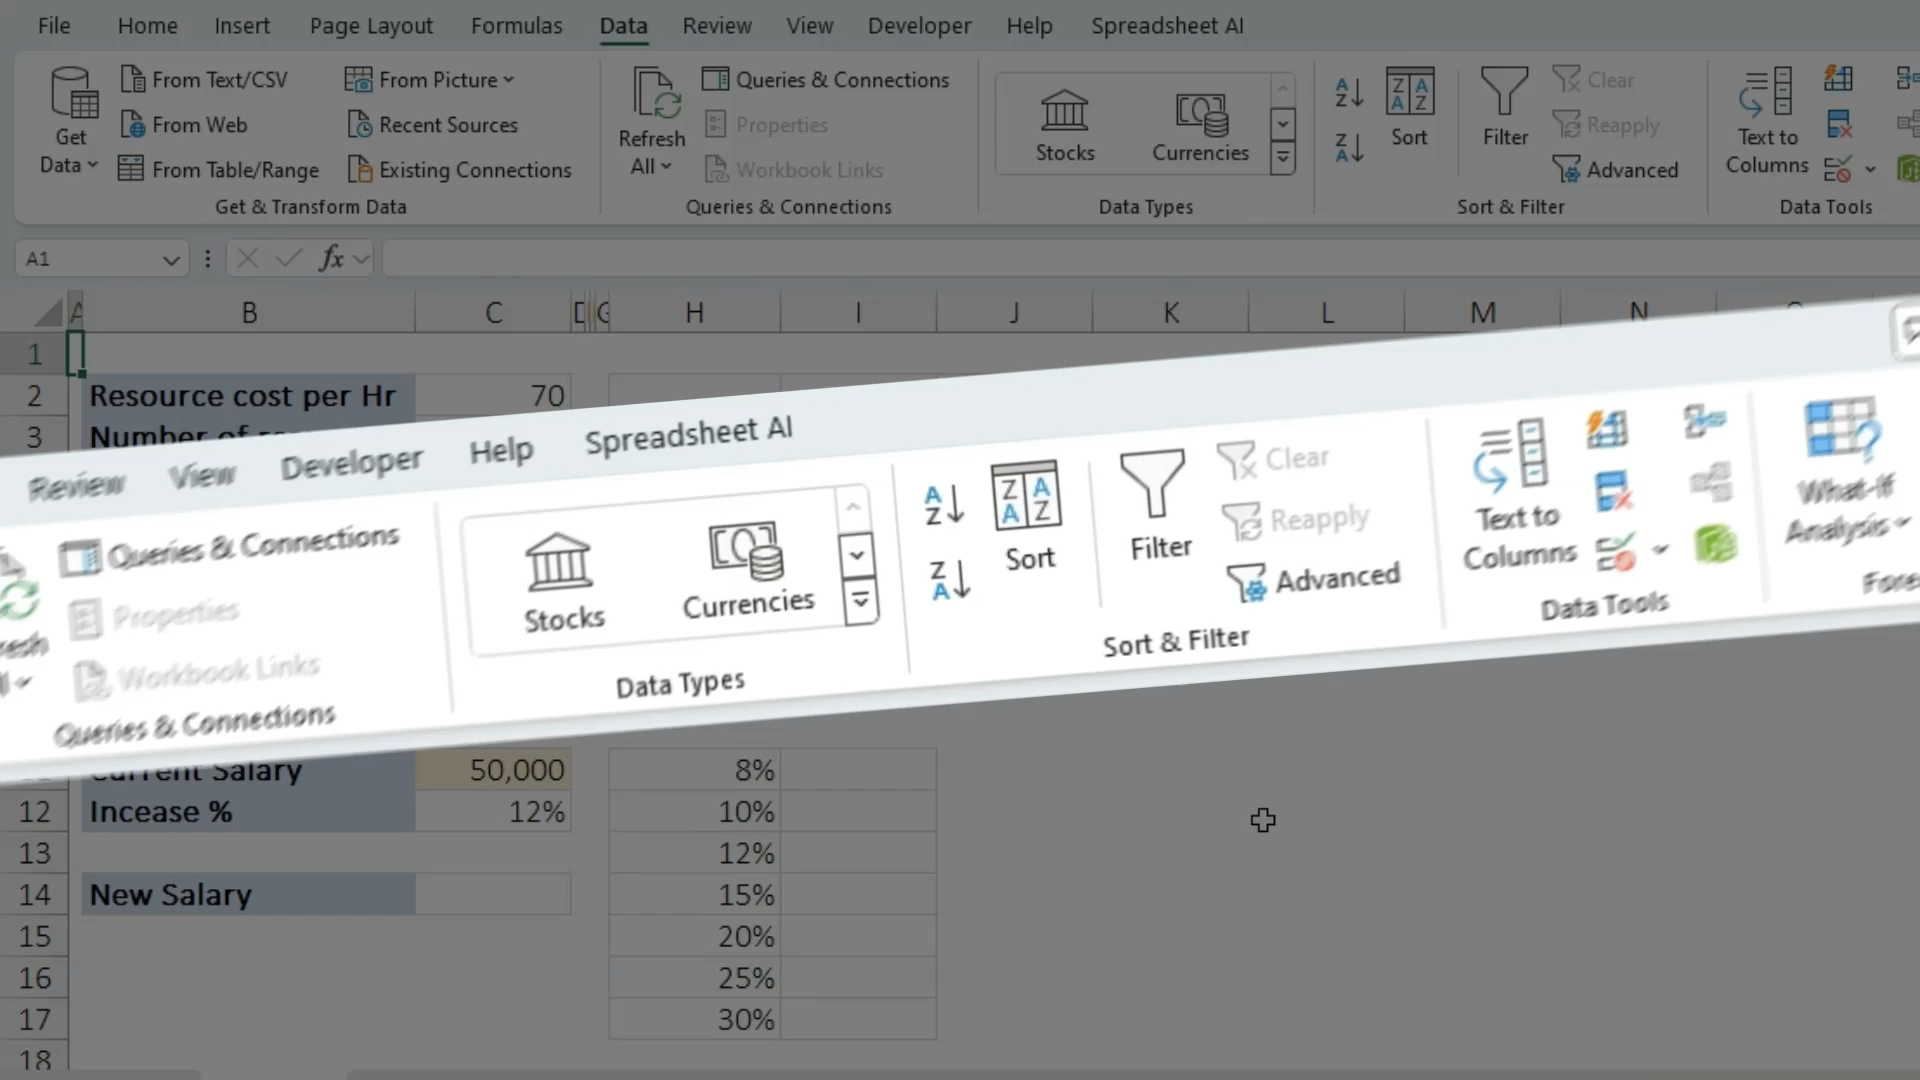 File Home Insert Page Layout Formulas Data Review View Developer Help Spreadsheet AI
Get Data
From Text/CSV
From Web
From Table/Range
From Picture
Recent Sources
Existing Connections
Get & Transform Data
Refresh All
Queries & Connections
Properties
Workbook Links
Queries & Connections
Stocks
Currencies
Data Types
Sort
Filter
Clear
Reapply
Advanced
Sort & Filter
Text to Columns
Data Tools
A1
fx
A B C D G H I J K L M N
1
2 Resource cost per Hr 70
3 Number of
Review View Developer Help Spreadsheet AI
Queries & Connections
Properties
Workbook Links
Queries & Connections
Stocks
Currencies
Data Types
Sort
Filter
Clear
Reapply
Advanced
Sort & Filter
Text to
Columns
Data Tools
What-If
Analysis
Current Salary 50,000 8%
12 Incease % 12% 10%
13 12%
14 New Salary 15%
15 20%
16 25%
17 30%
18